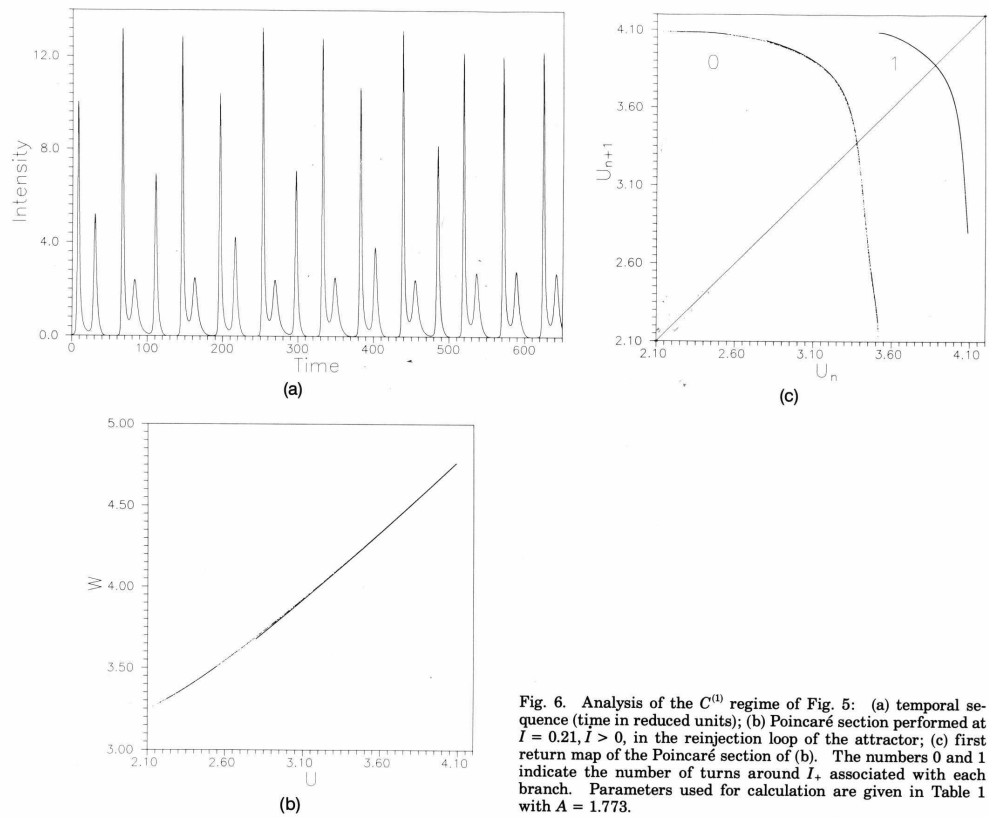 12.0
8.0
4.0
0.0
Intensity
0 100 200 300 400 500 600
Time
(a)
4.10
3.60
3.10
2.60
2.10
U_{n+1}
0
1
2.10 2.60 3.10 3.60 4.10
U_n
(c)
5.00
4.50
4.00
3.50
3.00
W
2.10 2.60 3.10 3.60 4.10
U
(b)
Fig. 6. Analysis of the C^{(1)} regime of Fig. 5: (a) temporal se-
quence (time in reduced units); (b) Poincaré section performed at
I = 0.21, İ > 0, in the reinjection loop of the attractor; (c) first
return map of the Poincaré section of (b). The numbers 0 and 1
indicate the number of turns around I_+ associated with each
branch. Parameters used for calculation are given in Table 1
with A = 1.773.